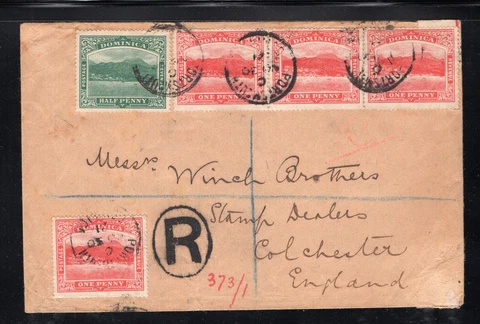 DOMINICA
HALF PENNY
DOMINICA
ONE PENNY
DOMINICA
ONE PENNY
DOMINICA
ONE PENNY
Messrs Winch Brothers
Stamp Dealers
Colchester
England
DOMINICA
ONE PENNY
R
373/1